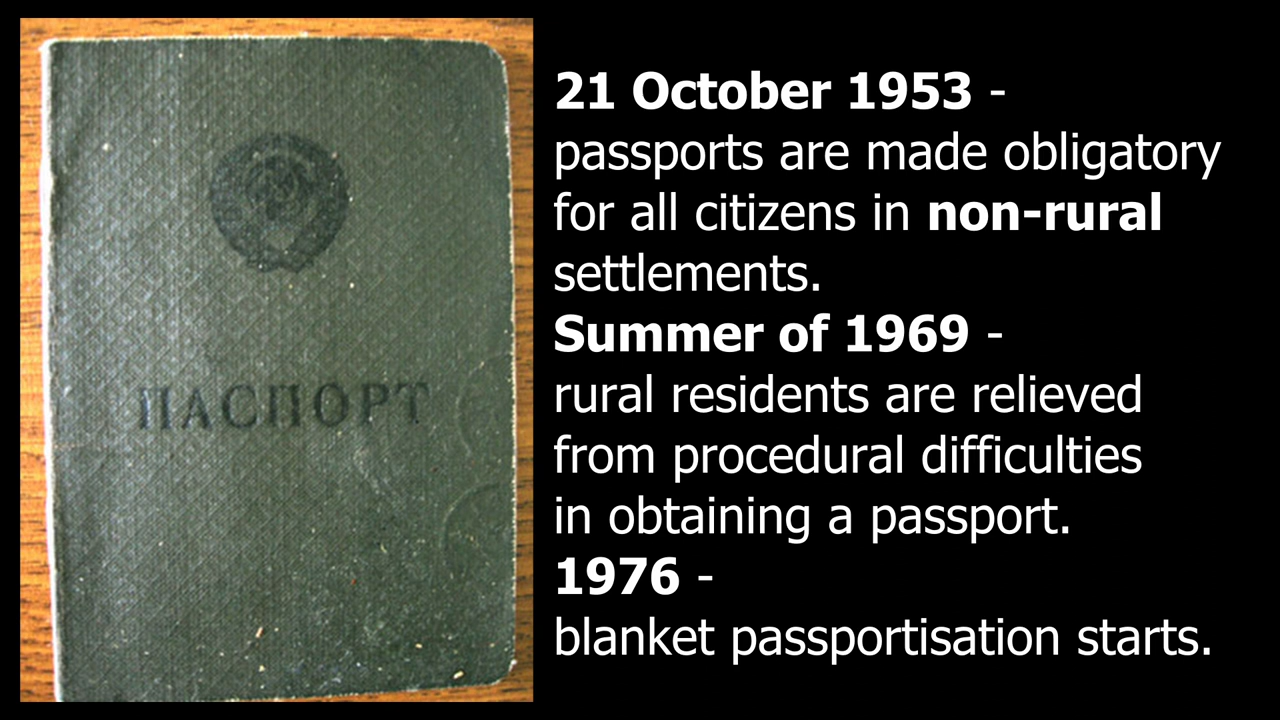 ПАСПОРТ
21 October 1953 -
passports are made obligatory
for all citizens in non-rural
settlements.
Summer of 1969 -
rural residents are relieved
from procedural difficulties
in obtaining a passport.
1976 -
blanket passportisation starts.